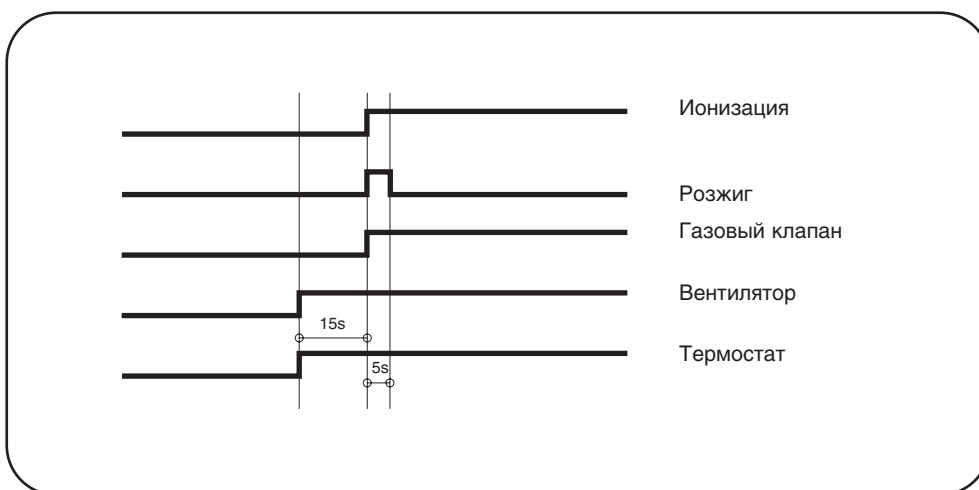 Ионизация
Розжиг
Газовый клапан
Вентилятор
15s
Термостат
5s